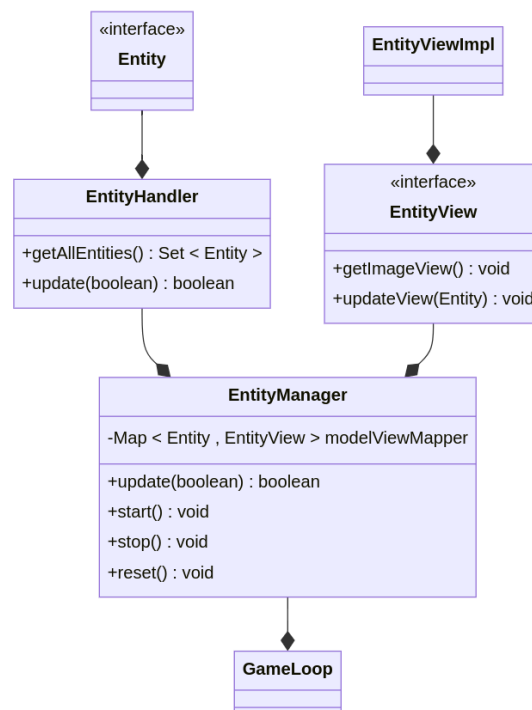 «interface»
Entity
EntityViewImpl
EntityHandler
+getAllEntities() : Set < Entity >
+update(boolean) : boolean
«interface»
EntityView
+getImageView() : void
+updateView(Entity) : void
EntityManager
-Map < Entity , EntityView > modelViewMapper
+update(boolean) : boolean
+start() : void
+stop() : void
+reset() : void
GameLoop